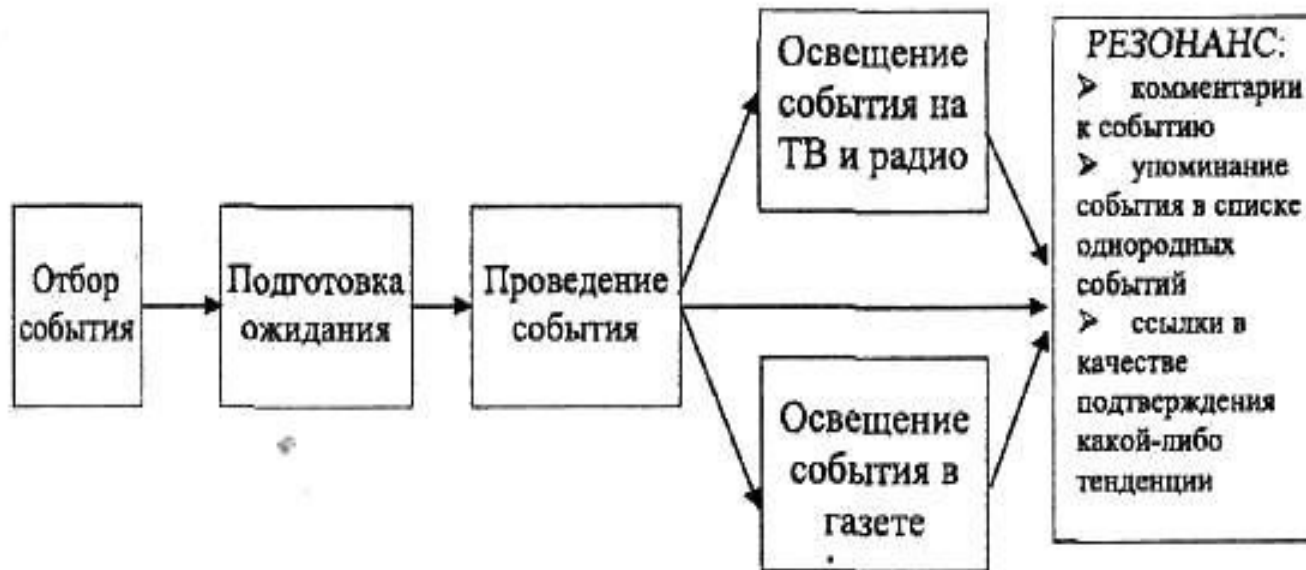 Отбор
события
Подготовка
ожидания
Проведение
события
Освещение
события на
ТВ и радио
Освещение
события в
газете
РЕЗОНАНС:
➤ комментарии
к событию
➤ упоминание
события в списке
однородных
событий
➤ ссылки в
качестве
подтверждения
какой-либо
тенденции